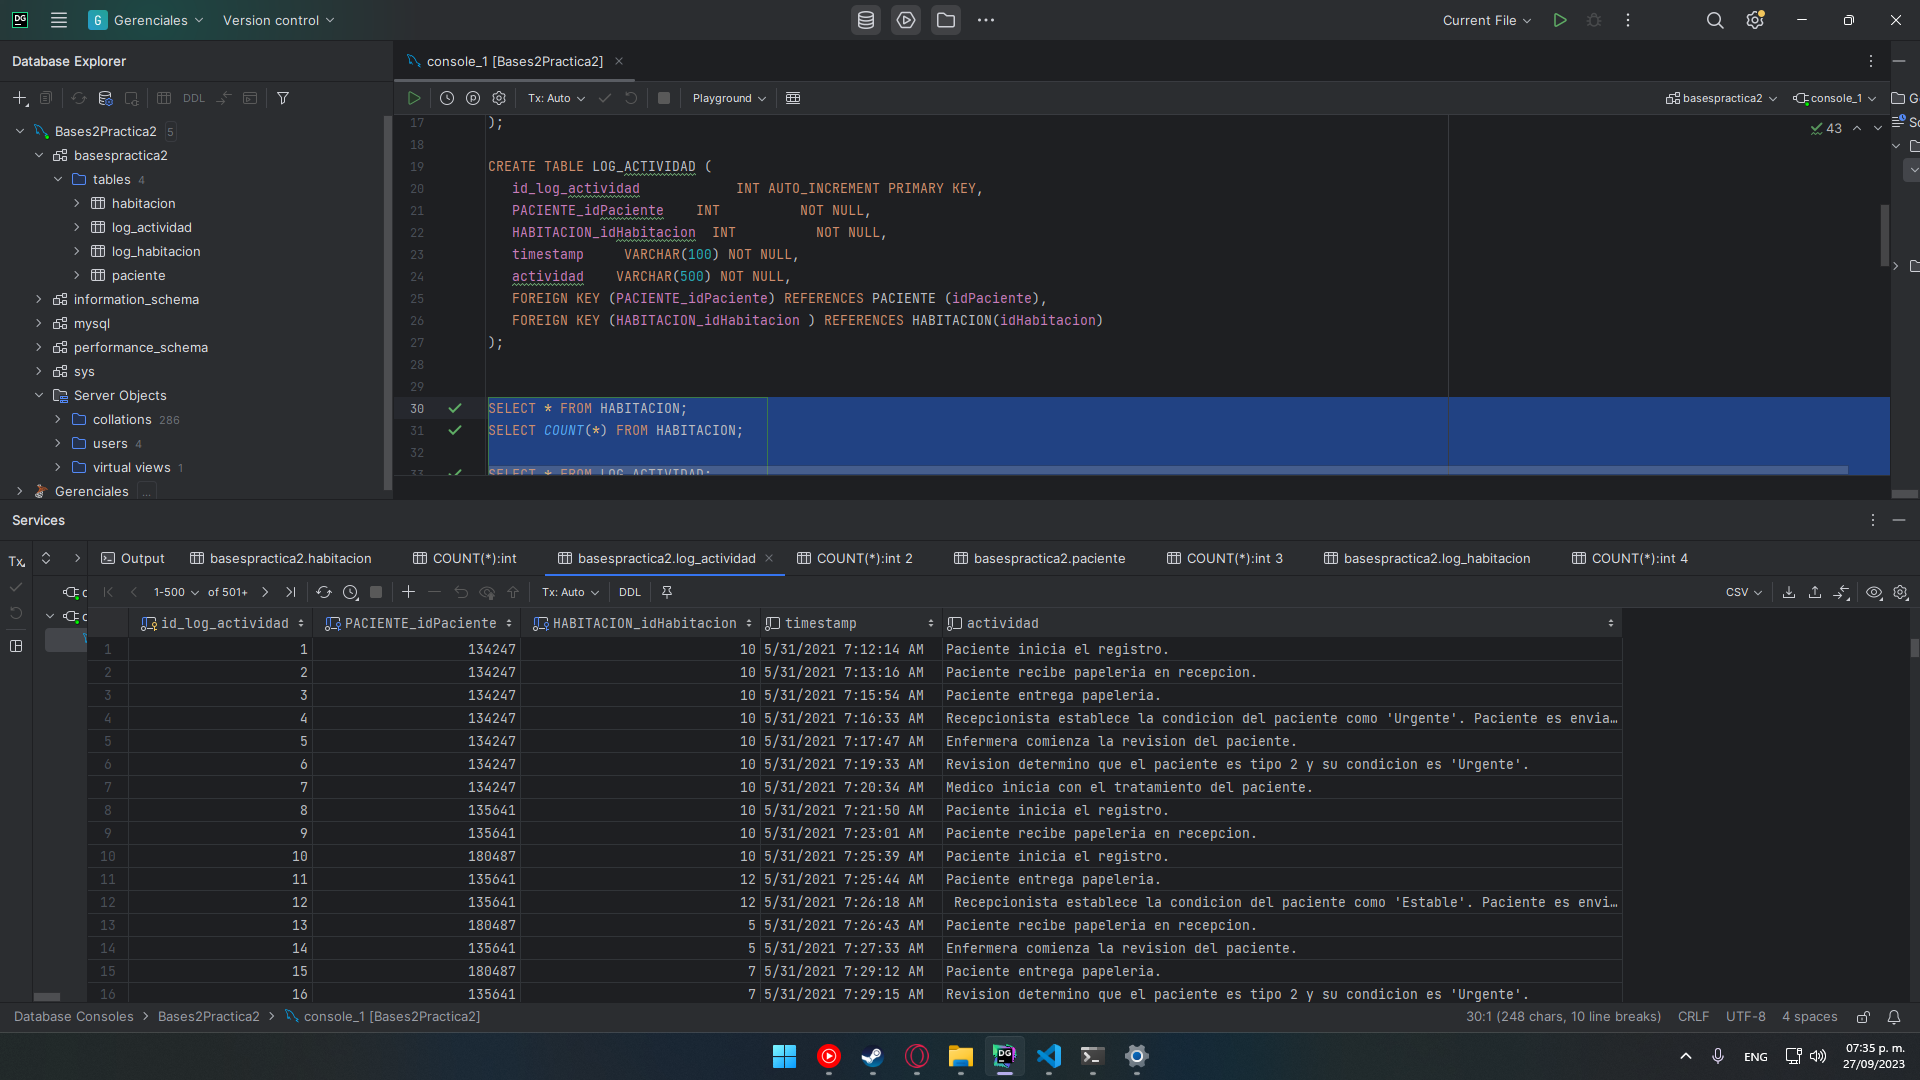 DG
G Gerenciales
Version control
Current File
Database Explorer
console_1 [Bases2Practica2]
DDL
Tx: Auto
Playground
basespractica2
console_1
Bases2Practica2 5
basespractica2
tables 4
habitacion
log_actividad
log_habitacion
paciente
information_schema
mysql
performance_schema
sys
Server Objects
collations 286
users 4
virtual views 1
Gerenciales ...
43
17 );
18
19 CREATE TABLE LOG_ACTIVIDAD (
20 id_log_actividad INT AUTO_INCREMENT PRIMARY KEY,
21 PACIENTE_idPaciente INT NOT NULL,
22 HABITACION_idHabitacion INT NOT NULL,
23 timestamp VARCHAR(100) NOT NULL,
24 actividad VARCHAR(500) NOT NULL,
25 FOREIGN KEY (PACIENTE_idPaciente) REFERENCES PACIENTE (idPaciente),
26 FOREIGN KEY (HABITACION_idHabitacion ) REFERENCES HABITACION(idHabitacion)
27 );
28
29
30 SELECT * FROM HABITACION;
31 SELECT COUNT(*) FROM HABITACION;
32
33 SELECT * FROM LOG_ACTIVIDAD;
Services
Tx
Output
basespractica2.habitacion
COUNT(*):int
basespractica2.log_actividad
COUNT(*):int 2
basespractica2.paciente
COUNT(*):int 3
basespractica2.log_habitacion
COUNT(*):int 4
1-500 of 501+
Tx: Auto
DDL
CSV
id_log_actividad PACIENTE_idPaciente HABITACION_idHabitacion timestamp actividad
1 1 134247 10 5/31/2021 7:12:14 AM Paciente inicia el registro.
2 2 134247 10 5/31/2021 7:13:16 AM Paciente recibe papeleria en recepcion.
3 3 134247 10 5/31/2021 7:15:54 AM Paciente entrega papeleria.
4 4 134247 10 5/31/2021 7:16:33 AM Recepcionista establece la condicion del paciente como 'Urgente'. Paciente es envia…
5 5 134247 10 5/31/2021 7:17:47 AM Enfermera comienza la revision del paciente.
6 6 134247 10 5/31/2021 7:19:33 AM Revision determino que el paciente es tipo 2 y su condicion es 'Urgente'.
7 7 134247 10 5/31/2021 7:20:34 AM Medico inicia con el tratamiento del paciente.
8 8 135641 10 5/31/2021 7:21:50 AM Paciente inicia el registro.
9 9 135641 10 5/31/2021 7:23:01 AM Paciente recibe papeleria en recepcion.
10 10 180487 10 5/31/2021 7:25:39 AM Paciente inicia el registro.
11 11 135641 12 5/31/2021 7:25:44 AM Paciente entrega papeleria.
12 12 135641 12 5/31/2021 7:26:18 AM Recepcionista establece la condicion del paciente como 'Estable'. Paciente es envi…
13 13 180487 5 5/31/2021 7:26:43 AM Paciente recibe papeleria en recepcion.
14 14 135641 5 5/31/2021 7:27:33 AM Enfermera comienza la revision del paciente.
15 15 180487 7 5/31/2021 7:29:12 AM Paciente entrega papeleria.
16 16 135641 7 5/31/2021 7:29:15 AM Revision determino que el paciente es tipo 2 y su condicion es 'Urgente'.
Database Consoles > Bases2Practica2 > console_1 [Bases2Practica2]
30:1 (248 chars, 10 line breaks) CRLF UTF-8 4 spaces
DG
ENG
07:35 p. m.
27/09/2023